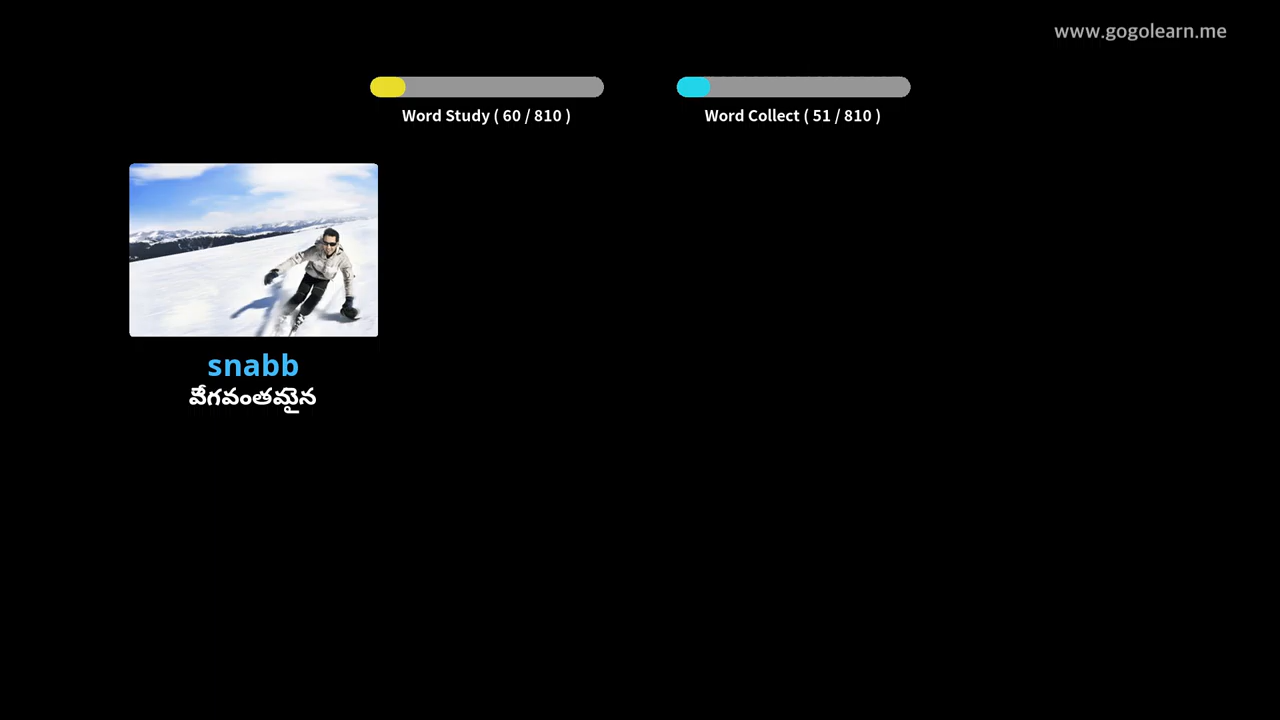 www.gogolearn.me
Word Study ( 60 / 810 )
Word Collect ( 51 / 810 )
snabb
వేగవంతమైన